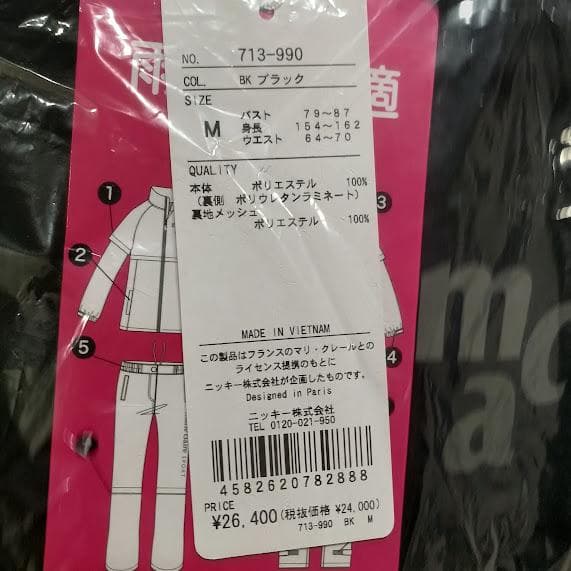 雨
適
NO. 713-990
COL. BK ブラック
SIZE
M
バスト 79~87
身長 154~162
ウエスト 64~70
QUALITY
本体 ポリエステル 100%
(裏側 ポリウレタンラミネート)
裏地メッシュ
ポリエステル 100%
MADE IN VIETNAM
この製品はフランスのマリ・クレールとの
ライセンス提携のもとに
ニッキー株式会社が企画したものです。
Designed in Paris
ニッキー株式会社
TEL 0120-021-950
4582620782888
PRICE
¥26,400(税抜価格 ¥24,000)
713-990 BK M
1
2
3
4
5
m
a